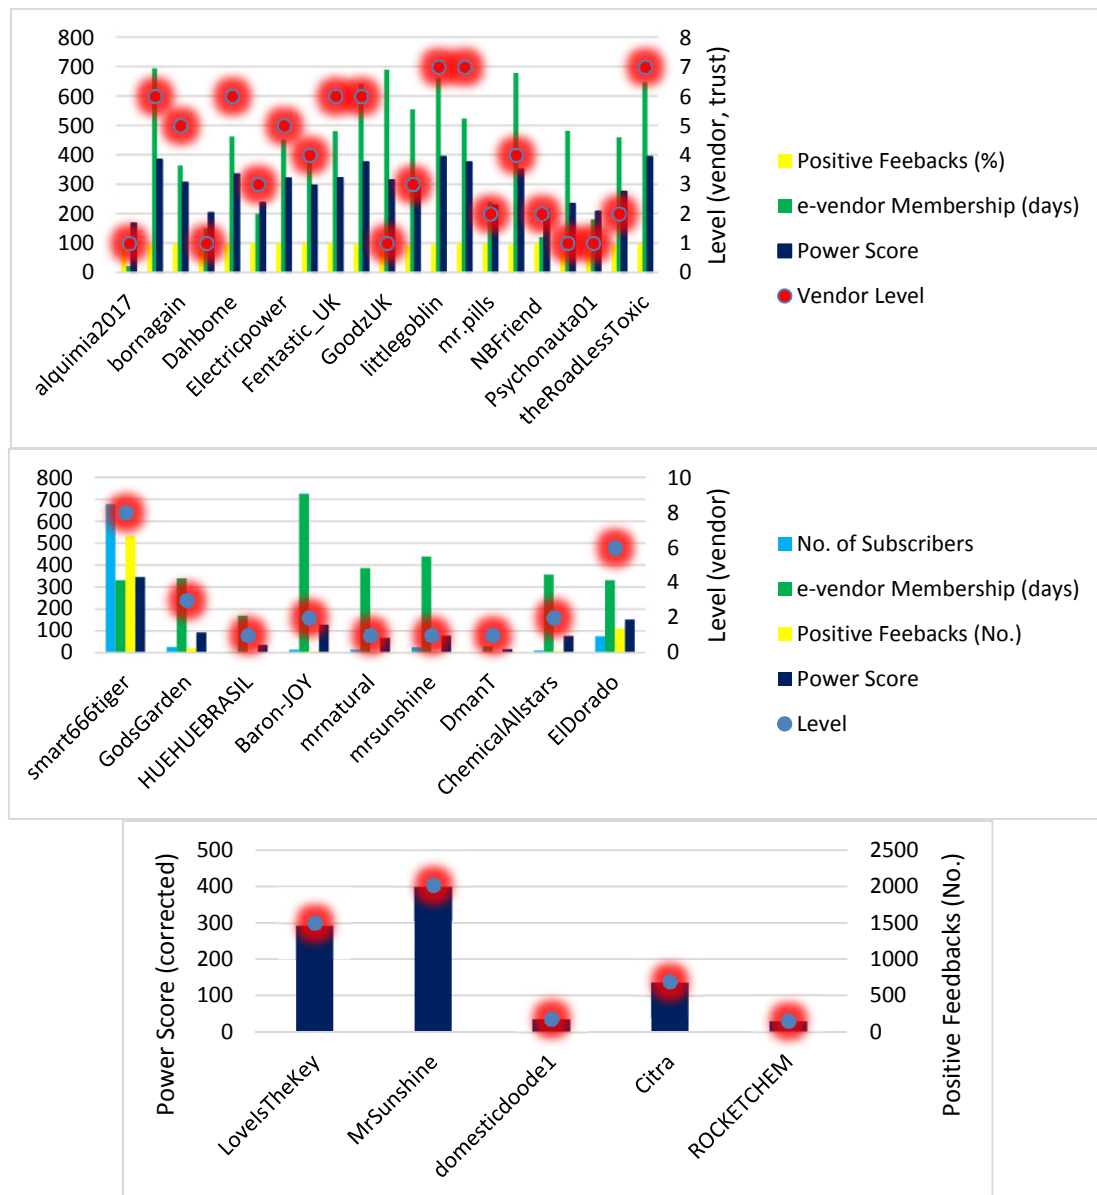 800
700
600
500
400
300
200
100
0
8
7
6
5
4
3
2
1
0
Level (vendor, trust)
alquimia2017
bornagain
Dahbome
Electricpower
Fentastic_UK
GoodzUK
littlegoblin
mr.pills
NBFriend
Psychonauta01
theRoadLessToxic
Positive Feebacks (%)
e-vendor Membership (days)
Power Score
Vendor Level
800
700
600
500
400
300
200
100
0
10
8
6
4
2
0
Level (vendor)
smart666tiger
GodsGarden
HUEHUEBRASIL
Baron-JOY
mrnatural
mrsunshine
DmanT
ChemicalAllstars
ElDorado
No. of Subscribers
e-vendor Membership (days)
Positive Feebacks (No.)
Power Score
Level
Power Score (corrected)
500
400
300
200
100
0
2500
2000
1500
1000
500
0
Positive Feedbacks (No.)
LoveIsTheKey
MrSunshine
domesticdoode1
Citra
ROCKETCHEM